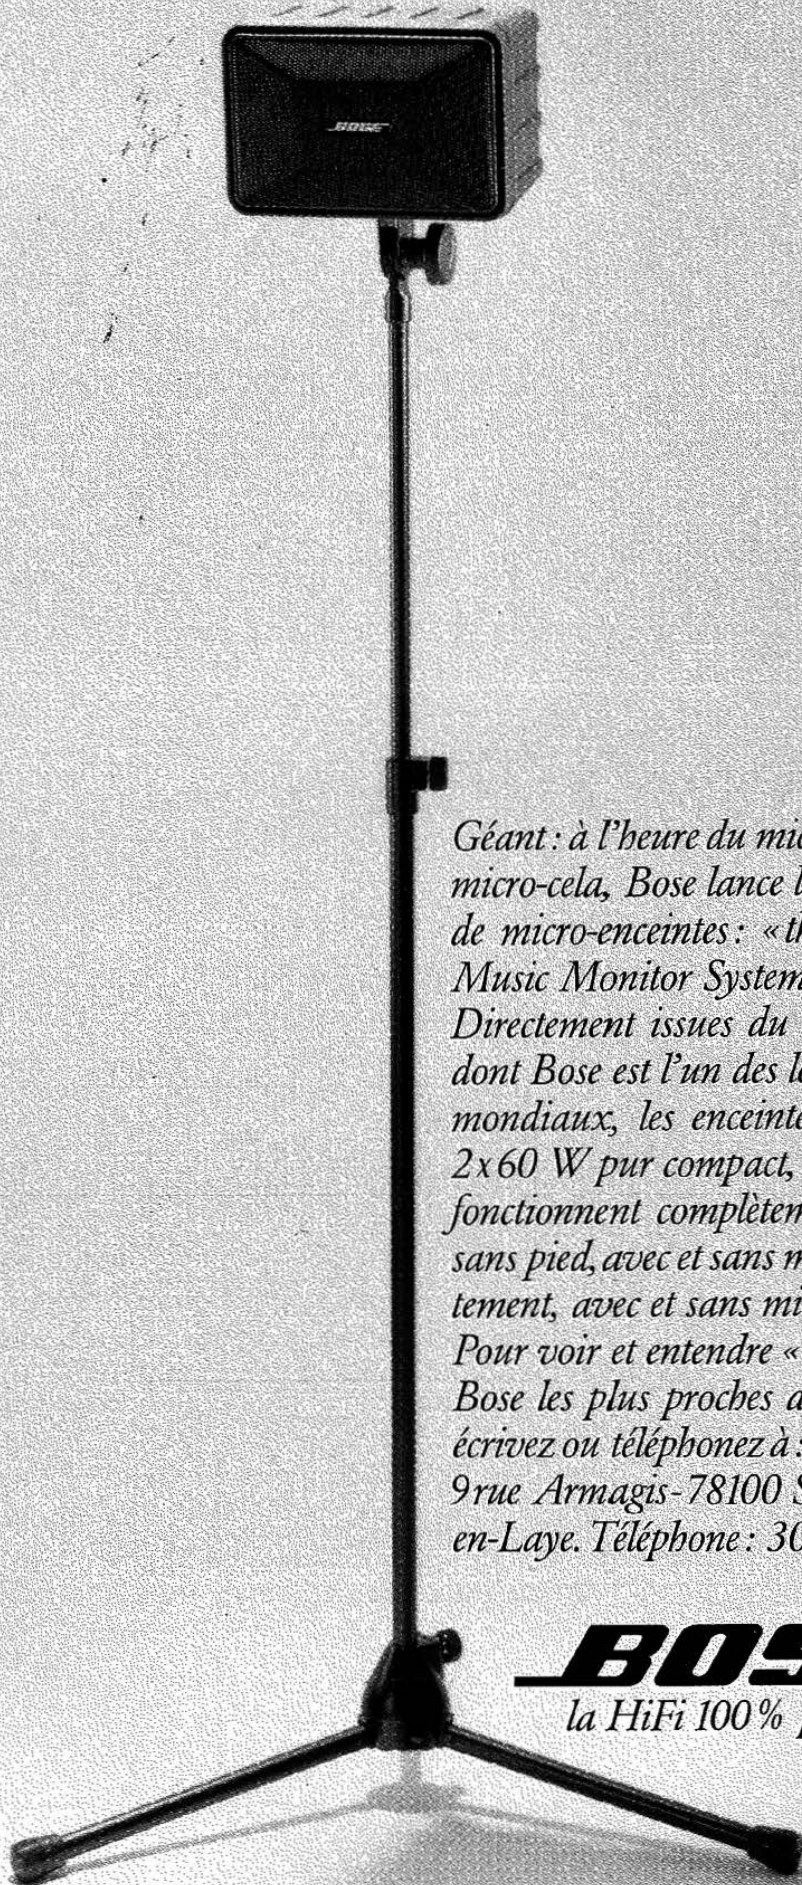 BOSE
Géant : à l'heure du mic
micro-cela, Bose lance l
de micro-enceintes : « th
Music Monitor System
Directement issues du
dont Bose est l'un des le
mondiaux, les enceinte
2x60 W pur compact,
fonctionnent complètem
sans pied, avec et sans m
tement, avec et sans mi
Pour voir et entendre «
Bose les plus proches d
écrivez ou téléphonez à :
9 rue Armagis - 78100 S
en-Laye. Téléphone : 30
BOS
la HiFi 100 %